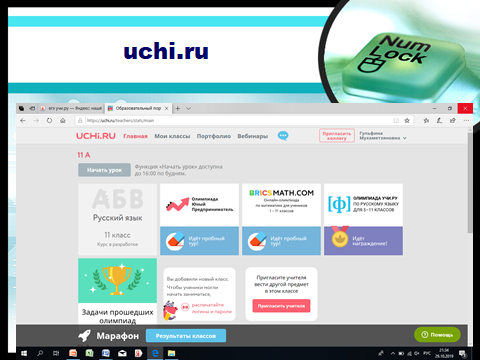 uchi.ru
Num
Lock
егэ учи.ру — Яндекс: нашё
Образовательный пор
https://uchi.ru/teachers/stats/main
UCHi.RU
Главная
Мои классы
Портфолио
Вебинары
Пригласить коллегу
Гульфина Мухаметзяновна
11 А
Начать урок
Функция «Начать урок» доступна
до 16:00 по будням.
АБВ
Русский язык
11 класс
Курс в разработке
Олимпиада
Юный
Предприниматель
Идёт пробный
тур!
BRICSMATH.COM
Онлайн-олимпиада
по математике для учеников
1 – 11 классов
Идёт пробный
тур!
[ф]
ОЛИМПИАДА УЧИ.РУ
ПО РУССКОМУ ЯЗЫКУ
ДЛЯ 5–11 КЛАССОВ
Идёт
награждение!
Задачи прошедших
олимпиад
Вы добавили новый класс.
Чтобы ученики могли
начать заниматься,
распечатайте
логины и пароли
Пригласите учителя
вести другой предмет
в этом классе
Пригласить учителя
Марафон
Результаты классов
Помощь
РУС
21:34
29.10.2019